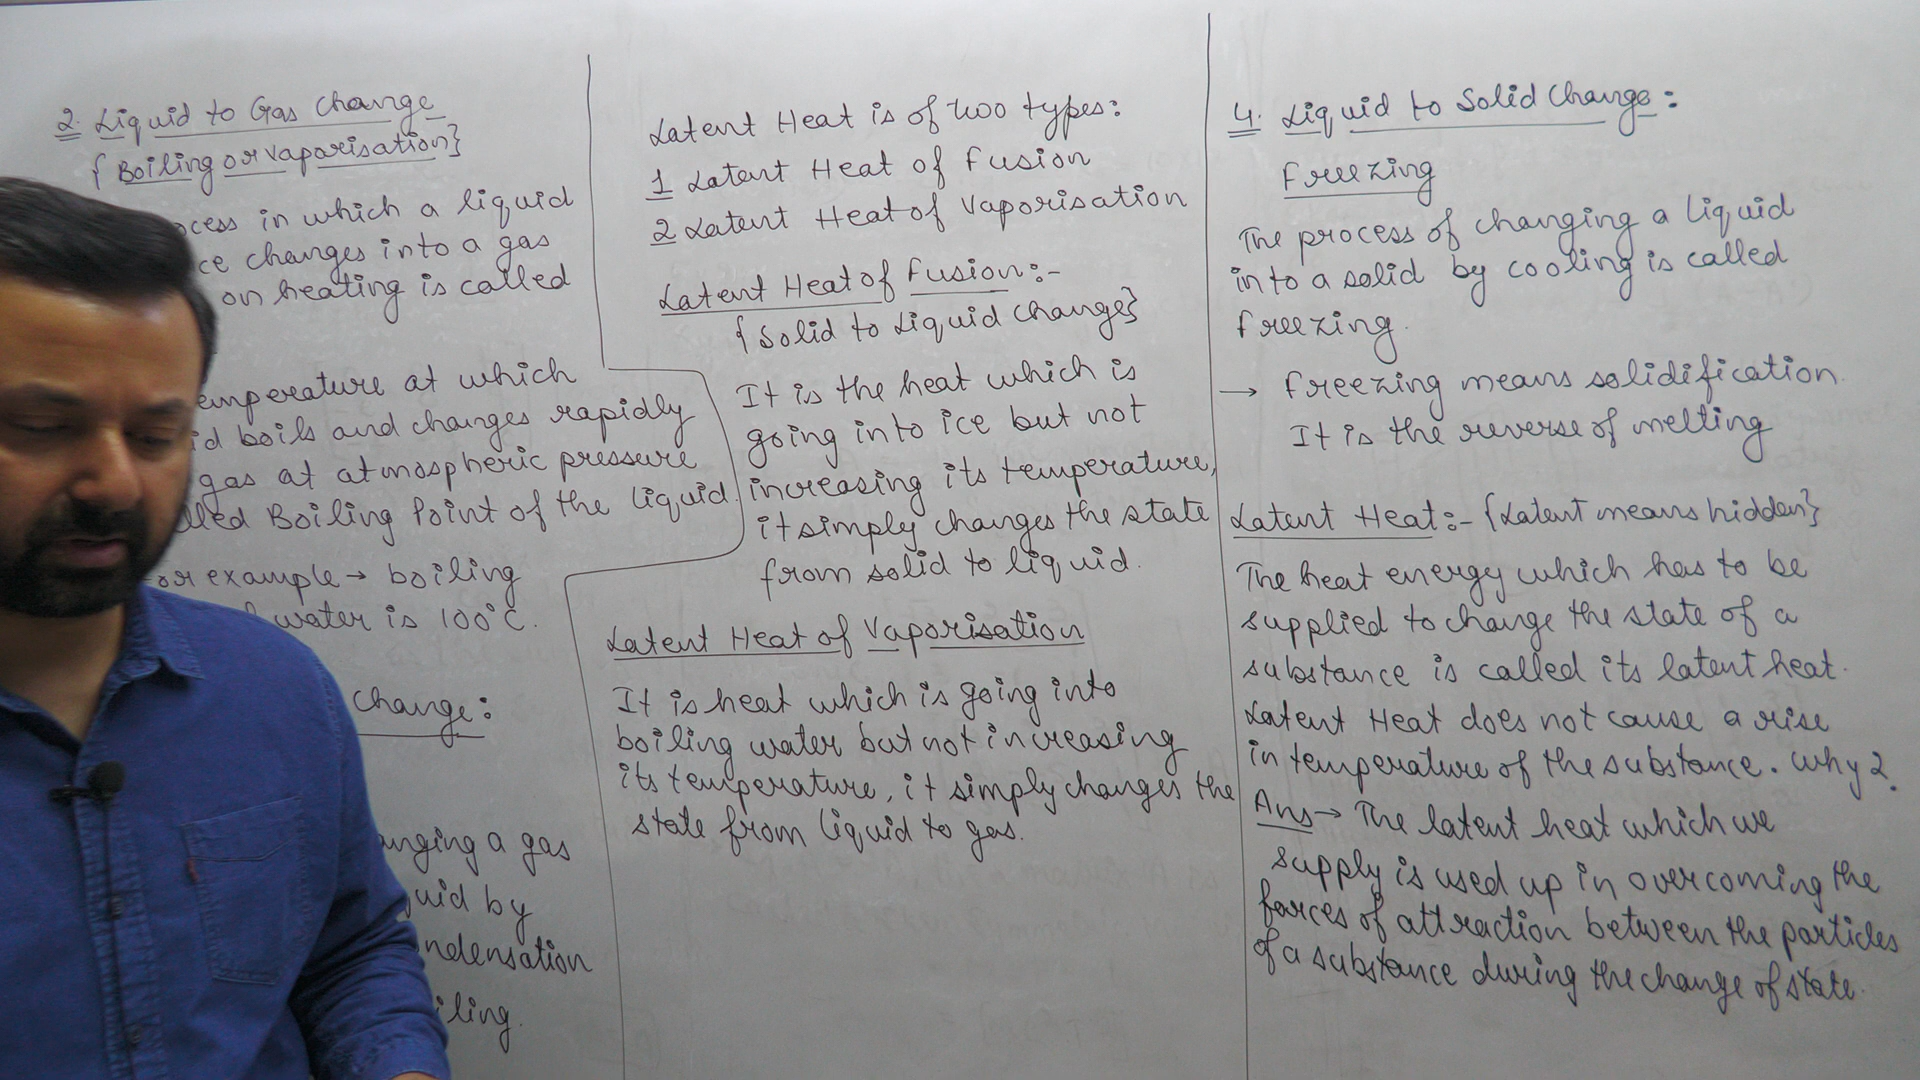 2. Liquid to Gas Change
{Boiling or Vaporisation}
in which a liquid
changes into a gas
on heating is called
at which
boils and changes rapidly
gas at atmospheric pressure
Boiling Point of the liquid.
example → boiling
water is 100°C.
Change:
a gas
by
Latent Heat is of two types:
1 Latent Heat of Fusion
2 Latent Heat of Vaporisation
Latent Heat of Fusion:-
{Solid to Liquid Change}
It is the heat which is
going into ice but not
increasing its temperature,
it simply changes the state
from solid to liquid.
Latent Heat of Vaporisation
It is heat which is going into
boiling water but not increasing
its temperature, it simply changes the
state from liquid to gas.
4. Liquid to Solid Change:
Freezing
The process of changing a liquid
into a solid by cooling is called
freezing.
→ Freezing means solidification.
It is the reverse of melting
Latent Heat:- {Latent means hidden}
The heat energy which has to be
supplied to change the state of a
substance is called its latent heat.
Latent Heat does not cause a rise
in temperature of the substance. Why?
Ans → The latent heat which we
supply is used up in overcoming the
forces of attraction between the particles
of a substance during the change of state.